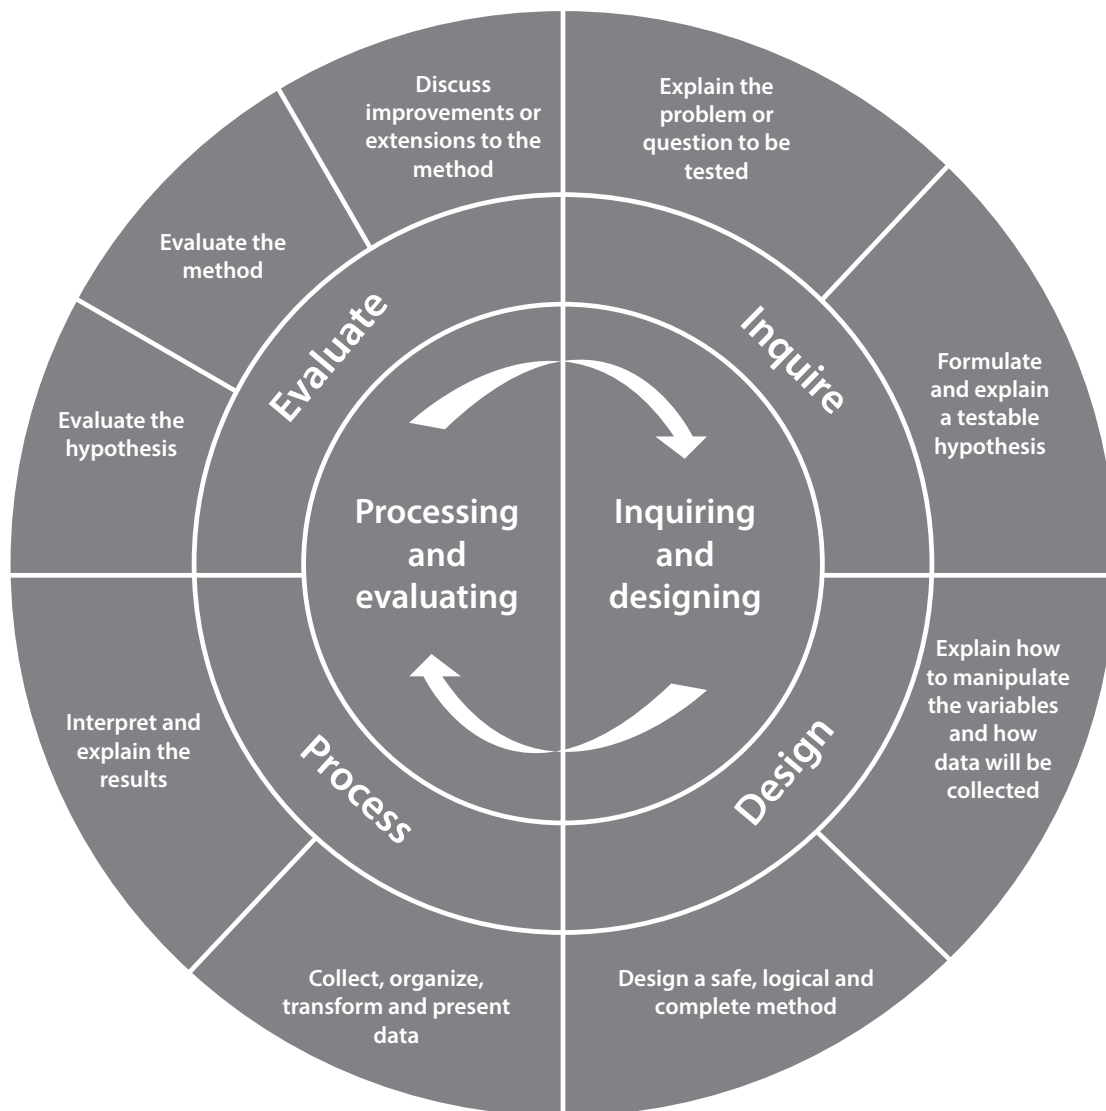 Discuss
improvements or
extensions to the
method
Explain the
problem or
question to be
tested
Evaluate the
method
Evaluate
Inquire
Formulate
and explain
a testable
hypothesis
Evaluate the
hypothesis
Processing
and
evaluating
Inquiring
and
designing
Explain how
to manipulate
the variables
and how
data will be
collected
Interpret and
explain the
results
Process
Design
Collect, organize,
transform and present
data
Design a safe, logical and
complete method